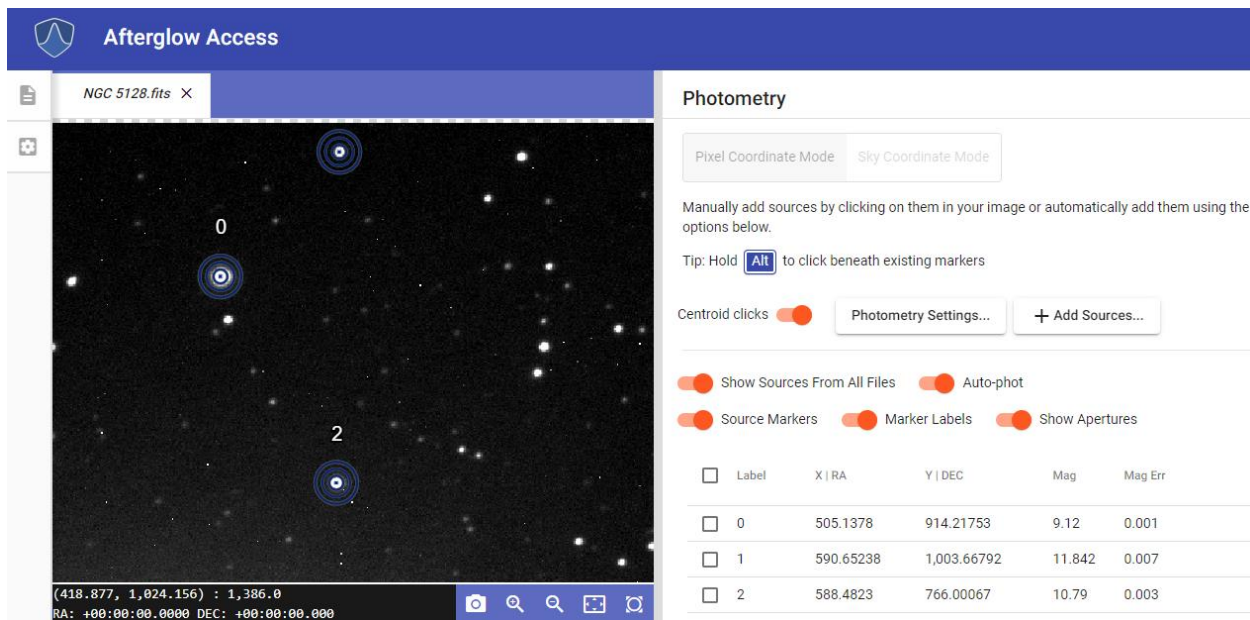 Afterglow Access
NGC 5128.fits ×
0
2
(418.877, 1,024.156) : 1,386.0
RA: +00:00:00.0000 DEC: +00:00:00.000
Photometry
Pixel Coordinate Mode Sky Coordinate Mode
Manually add sources by clicking on them in your image or automatically add them using the
options below.
Tip: Hold Alt to click beneath existing markers
Centroid clicks Photometry Settings... + Add Sources...
Show Sources From All Files Auto-phot
Source Markers Marker Labels Show Apertures
Label X | RA Y | DEC Mag Mag Err
0 505.1378 914.21753 9.12 0.001
1 590.65238 1,003.66792 11.842 0.007
2 588.4823 766.00067 10.79 0.003